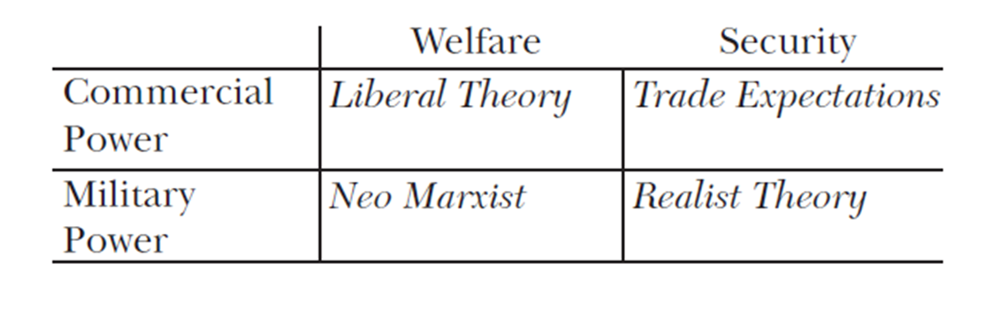 Welfare Security
Commercial Power Liberal Theory Trade Expectations
Military Power Neo Marxist Realist Theory